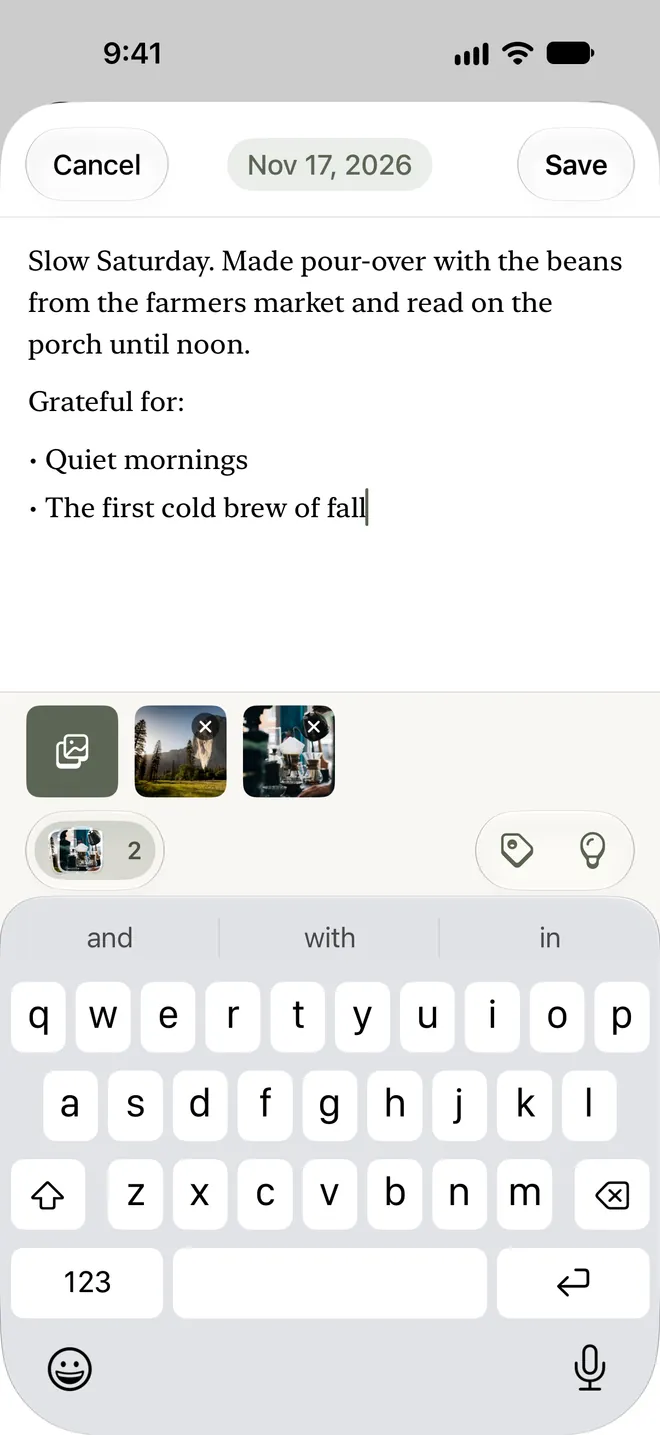 9:41
Cancel
Nov 17, 2026
Save
Slow Saturday. Made pour-over with the beans
from the farmers market and read on the
porch until noon.
Grateful for:
• Quiet mornings
• The first cold brew of fall
2
and with in
q w e r t y u i o p
a s d f g h j k l
z x c v b n m
123